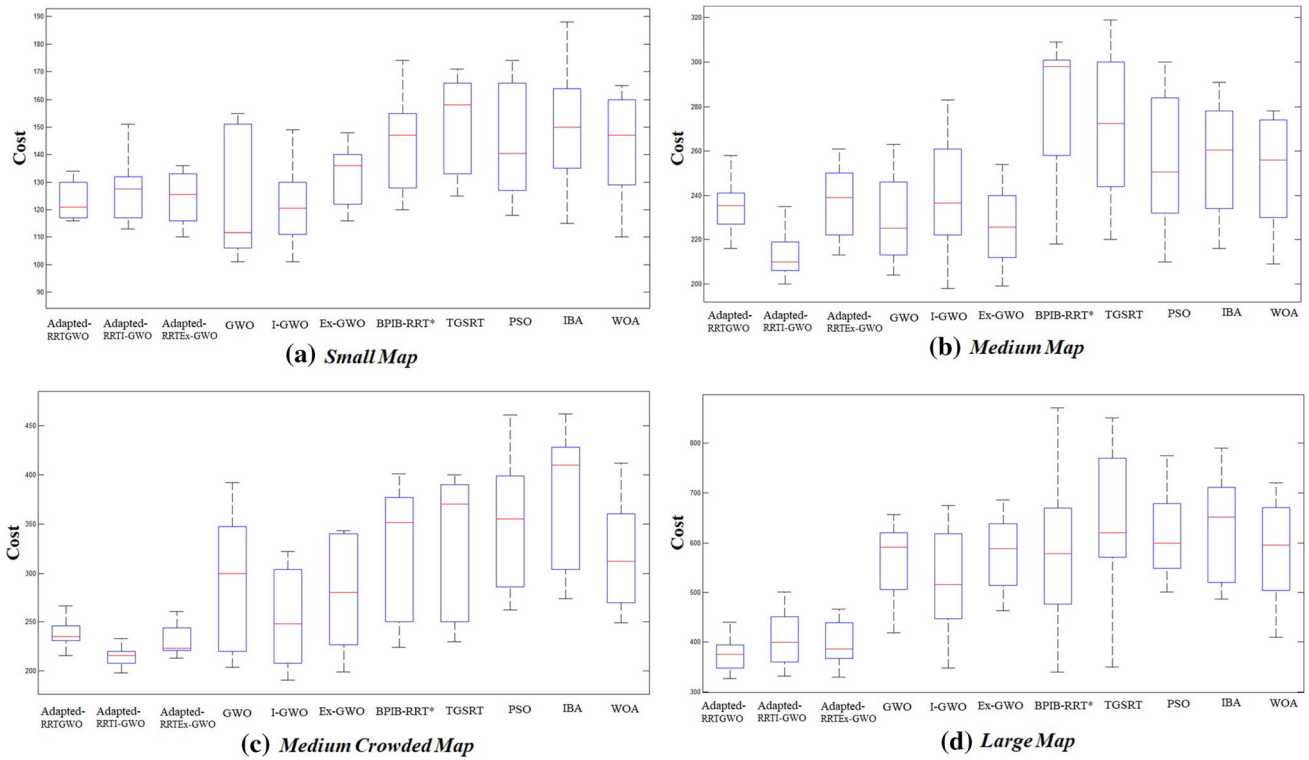 190
180
170
160
150
140
130
120
110
100
90
Cost
Adapted-RRTGWO
Adapted-RRTI-GWO
Adapted-RRTEx-GWO
GWO
I-GWO
Ex-GWO
BPIB-RRT*
TGSRT
PSO
IBA
WOA
(a) Small Map
320
300
280
260
240
220
200
Cost
Adapted-RRTGWO
Adapted-RRTI-GWO
Adapted-RRTEx-GWO
GWO
I-GWO
Ex-GWO
BPIB-RRT*
TGSRT
PSO
IBA
WOA
(b) Medium Map
450
400
350
300
250
200
Cost
Adapted-RRTGWO
Adapted-RRTI-GWO
Adapted-RRTEx-GWO
GWO
I-GWO
Ex-GWO
BPIB-RRT*
TGSRT
PSO
IBA
WOA
(c) Medium Crowded Map
800
700
600
500
400
300
Cost
Adapted-RRTGWO
Adapted-RRTI-GWO
Adapted-RRTEx-GWO
GWO
I-GWO
Ex-GWO
BPIB-RRT*
TGSRT
PSO
IBA
WOA
(d) Large Map